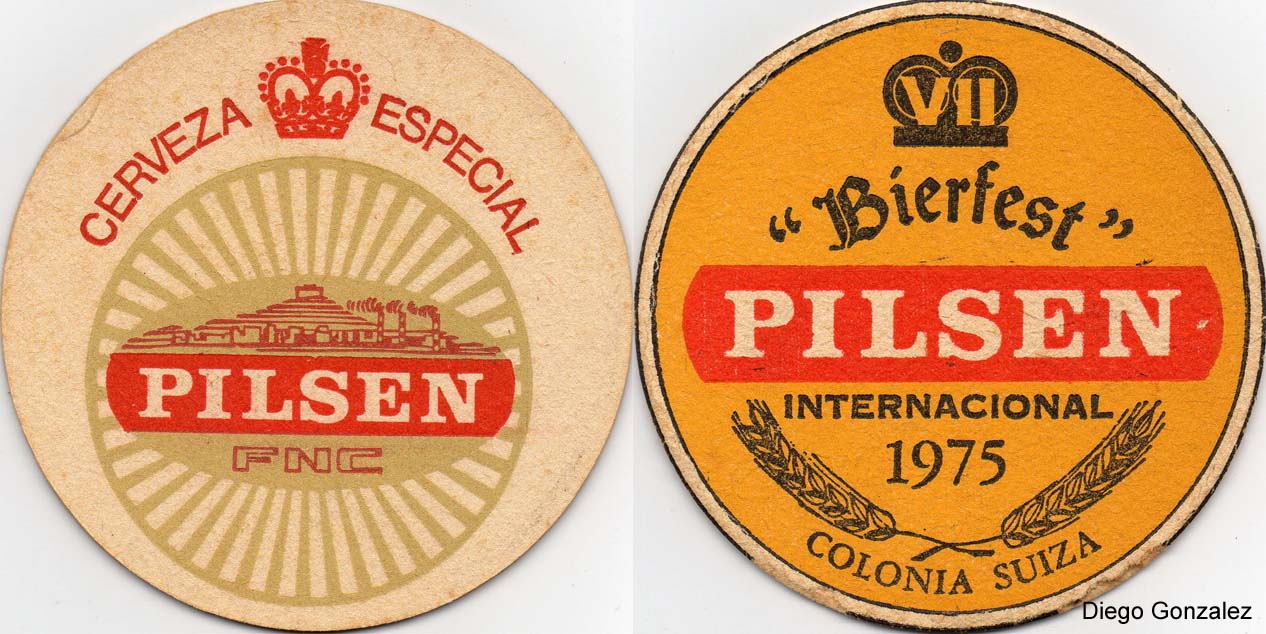 CERVEZA ESPECIAL
PILSEN
FNC
VII
“Bierfest”
PILSEN
INTERNACIONAL
1975
COLONIA SUIZA
Diego Gonzalez